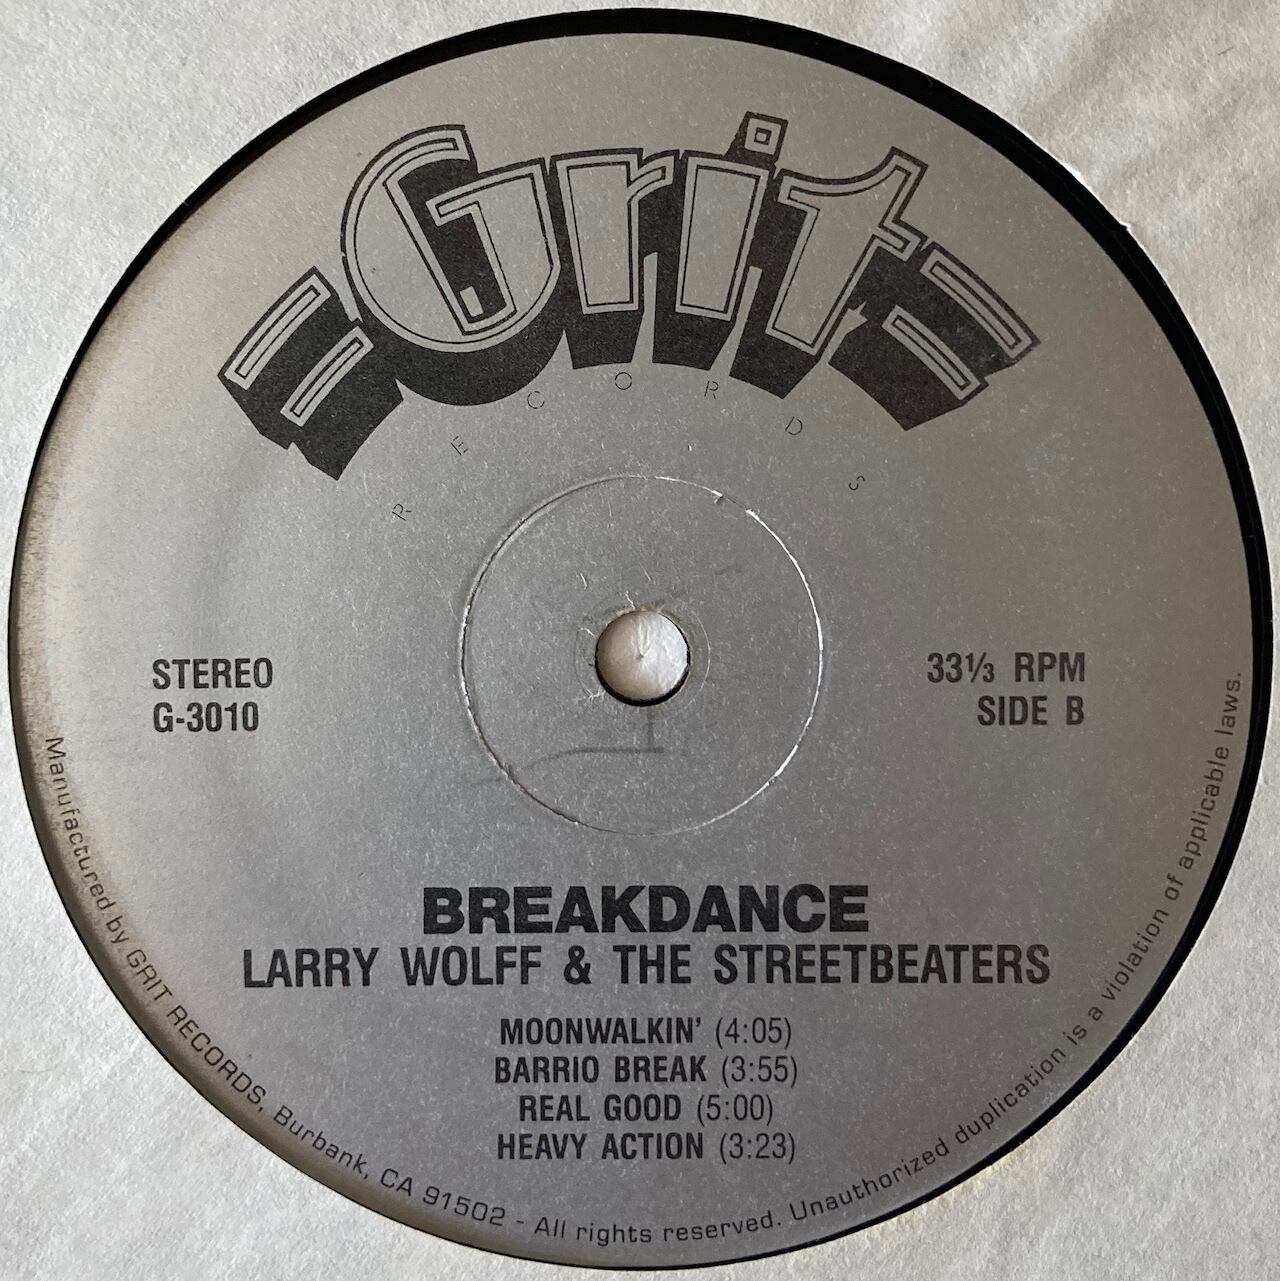 Grit
RECORDS
STEREO
G-3010
33⅓ RPM
SIDE B
BREAKDANCE
LARRY WOLFF & THE STREETBEATERS
MOONWALKIN' (4:05)
BARRIO BREAK (3:55)
REAL GOOD (5:00)
HEAVY ACTION (3:23)
Manufactured by GRIT RECORDS, Burbank, CA 91502 - All rights reserved. Unauthorized duplication is a violation of applicable laws.